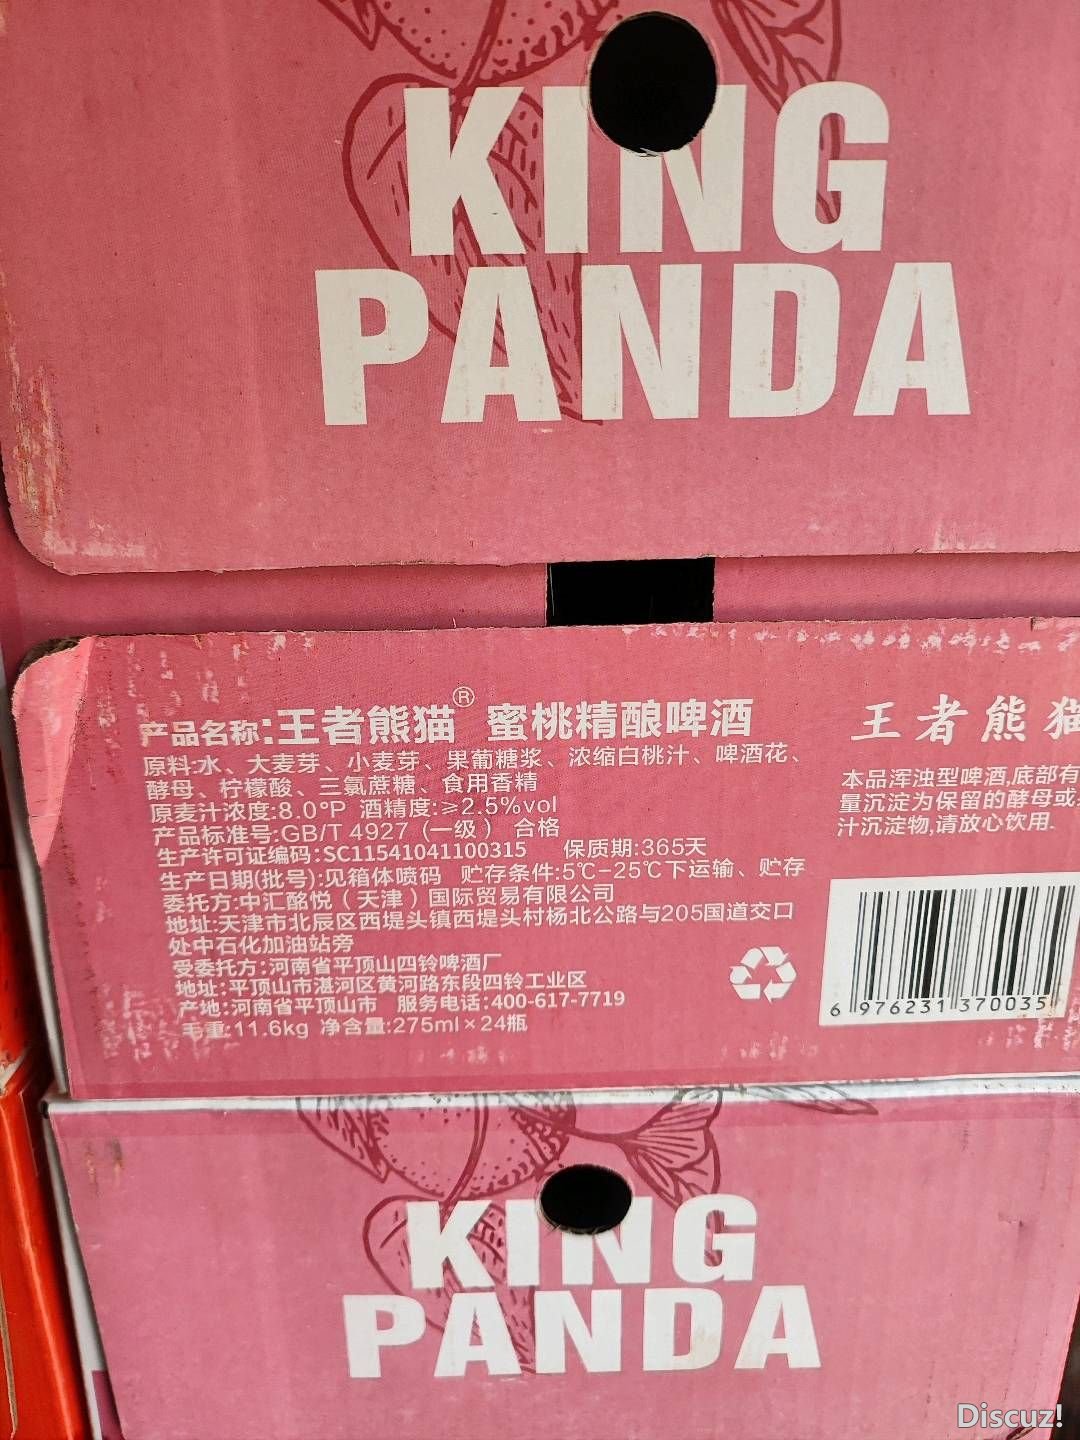 KING
PANDA
产品名称:王者熊猫® 蜜桃精酿啤酒
原料:水、大麦芽、小麦芽、果葡糖浆、浓缩白桃汁、啤酒花、
酵母、柠檬酸、三氯蔗糖、食用香精
原麦汁浓度:8.0°P 酒精度:≥2.5%vol
产品标准号:GB/T 4927（一级） 合格
生产许可证编码:SC11541041100315 保质期:365天
生产日期(批号):见箱体喷码 贮存条件:5℃-25℃下运输、贮存
委托方:中汇酩悦（天津）国际贸易有限公司
地址:天津市北辰区西堤头镇西堤头村杨北公路与205国道交口
处中石化加油站旁
受委托方:河南省平顶山四铃啤酒厂
地址:平顶山市湛河区黄河路东段四铃工业区
产地:河南省平顶山市 服务电话:400-617-7719
毛重:11.6kg 净含量:275ml×24瓶
王者熊猫
本品浑浊型啤酒,底部有
量沉淀为保留的酵母或
汁沉淀物,请放心饮用.
6 976231 370035
KING
PANDA
Discuz!